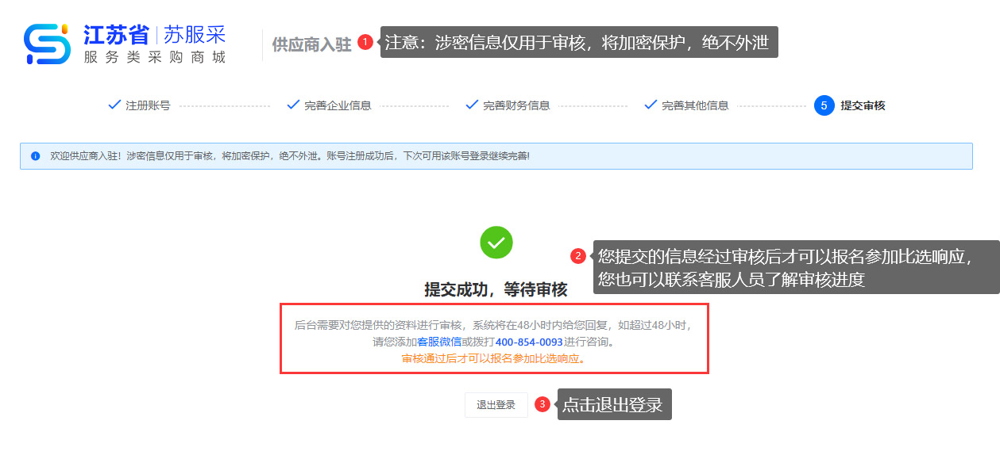 江苏省 苏服采
服务类采购商城
供应商入驻
1 注意：涉密信息仅用于审核，将加密保护，绝不外泄
注册账号 完善企业信息 完善财务信息 完善其他信息 5 提交审核
欢迎供应商入驻！涉密信息仅用于审核，将加密保护，绝不外泄。账号注册成功后，下次可用该账号登录继续完善!
2 您提交的信息经过审核后才可以报名参加比选响应，
您也可以联系客服人员了解审核进度
提交成功，等待审核
后台需要对您提供的资料进行审核，系统将在48小时内给您回复，如超过48小时，
请您添加客服微信或拨打400-854-0093进行咨询。
审核通过后才可以报名参加比选响应。
退出登录 3 点击退出登录